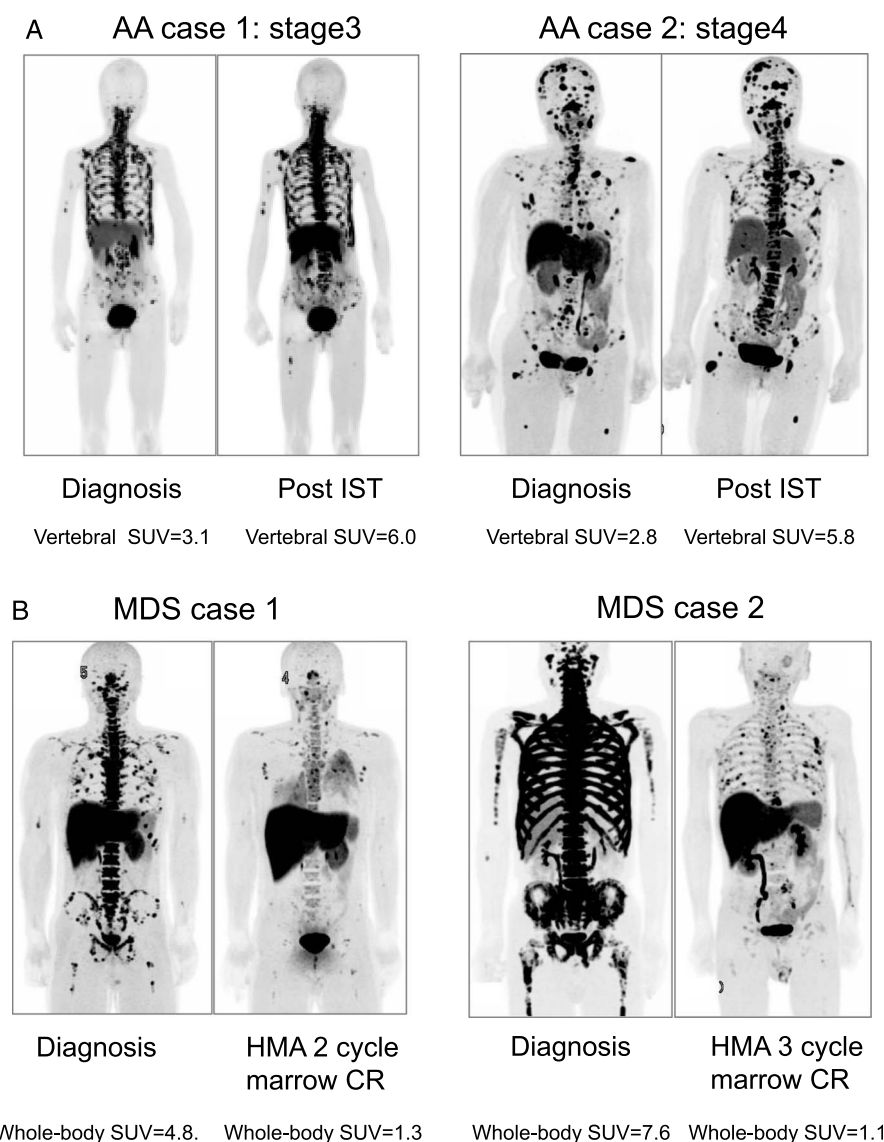 A
AA case 1: stage3
AA case 2: stage4
Diagnosis
Post IST
Diagnosis
Post IST
Vertebral SUV=3.1
Vertebral SUV=6.0
Vertebral SUV=2.8
Vertebral SUV=5.8
B
MDS case 1
MDS case 2
5
4
Diagnosis
HMA 2 cycle
marrow CR
Diagnosis
HMA 3 cycle
marrow CR
Whole-body SUV=4.8.
Whole-body SUV=1.3
Whole-body SUV=7.6
Whole-body SUV=1.1